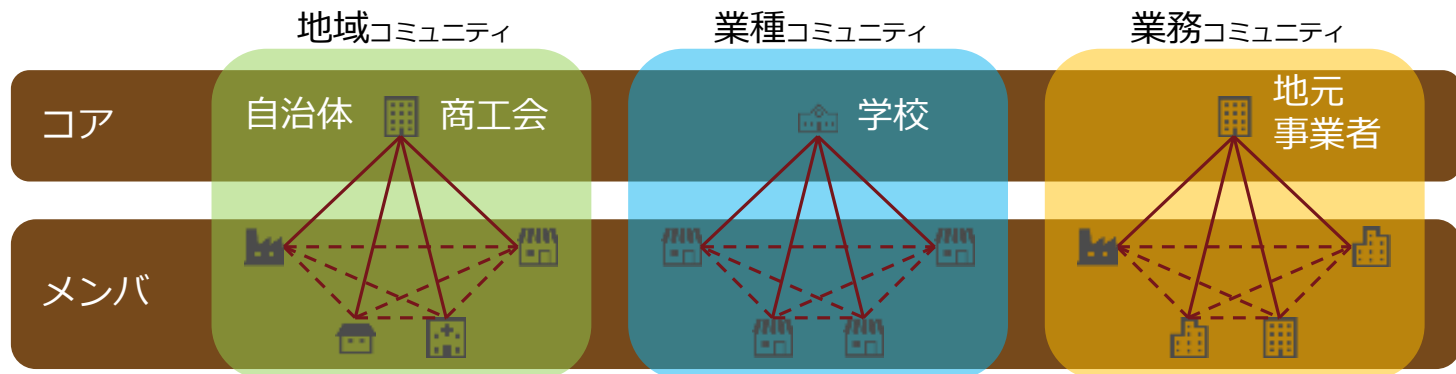 地域コミュニティ
業種コミュニティ
業務コミュニティ
コア
自治体
商工会
学校
地元
事業者
メンバ